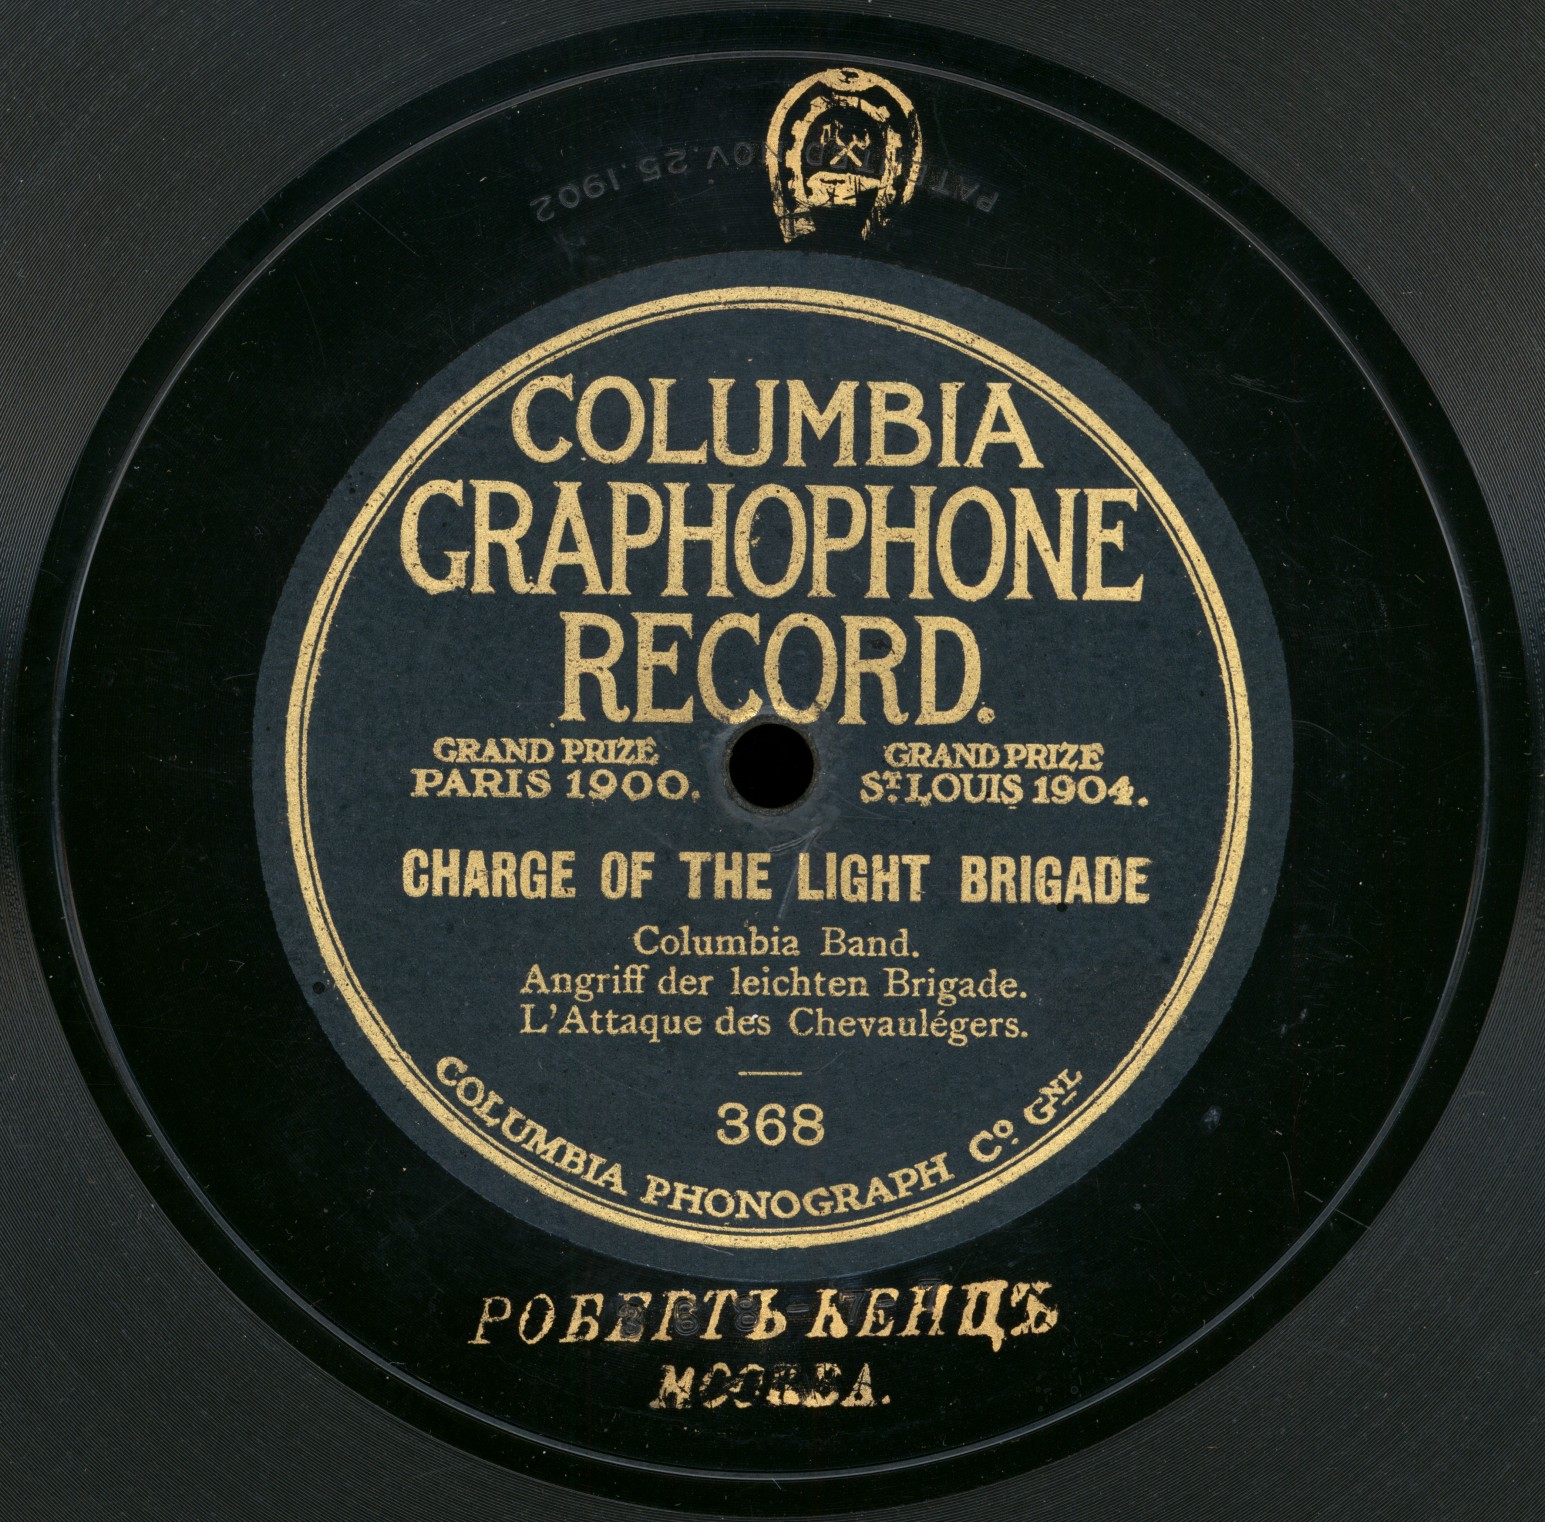 PATENTED NOV. 25. 1902
COLUMBIA
GRAPHOPHONE
RECORD.
GRAND PRIZE
PARIS 1900.
GRAND PRIZE
ST. LOUIS 1904.
CHARGE OF THE LIGHT BRIGADE
Columbia Band.
Angriff der leichten Brigade.
L'Attaque des Chevaulégers.
368
COLUMBIA PHONOGRAPH Co. GNL
РОБЕРТЪ КЕНЦЪ
МОСКВА.